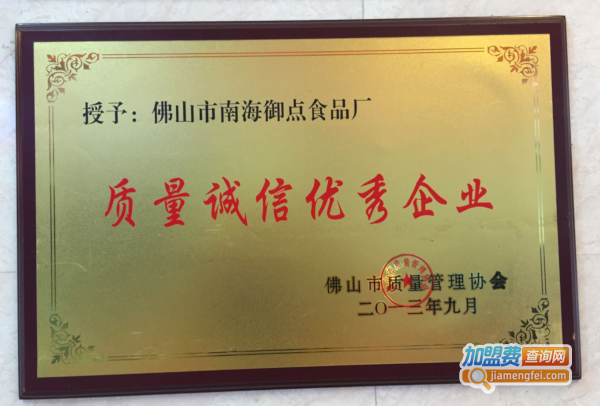 授予：佛山市南海御点食品厂
质量诚信优秀企业
佛山市质量管理协会
二〇一三年九月
加盟费查询网
jiamengfei.com